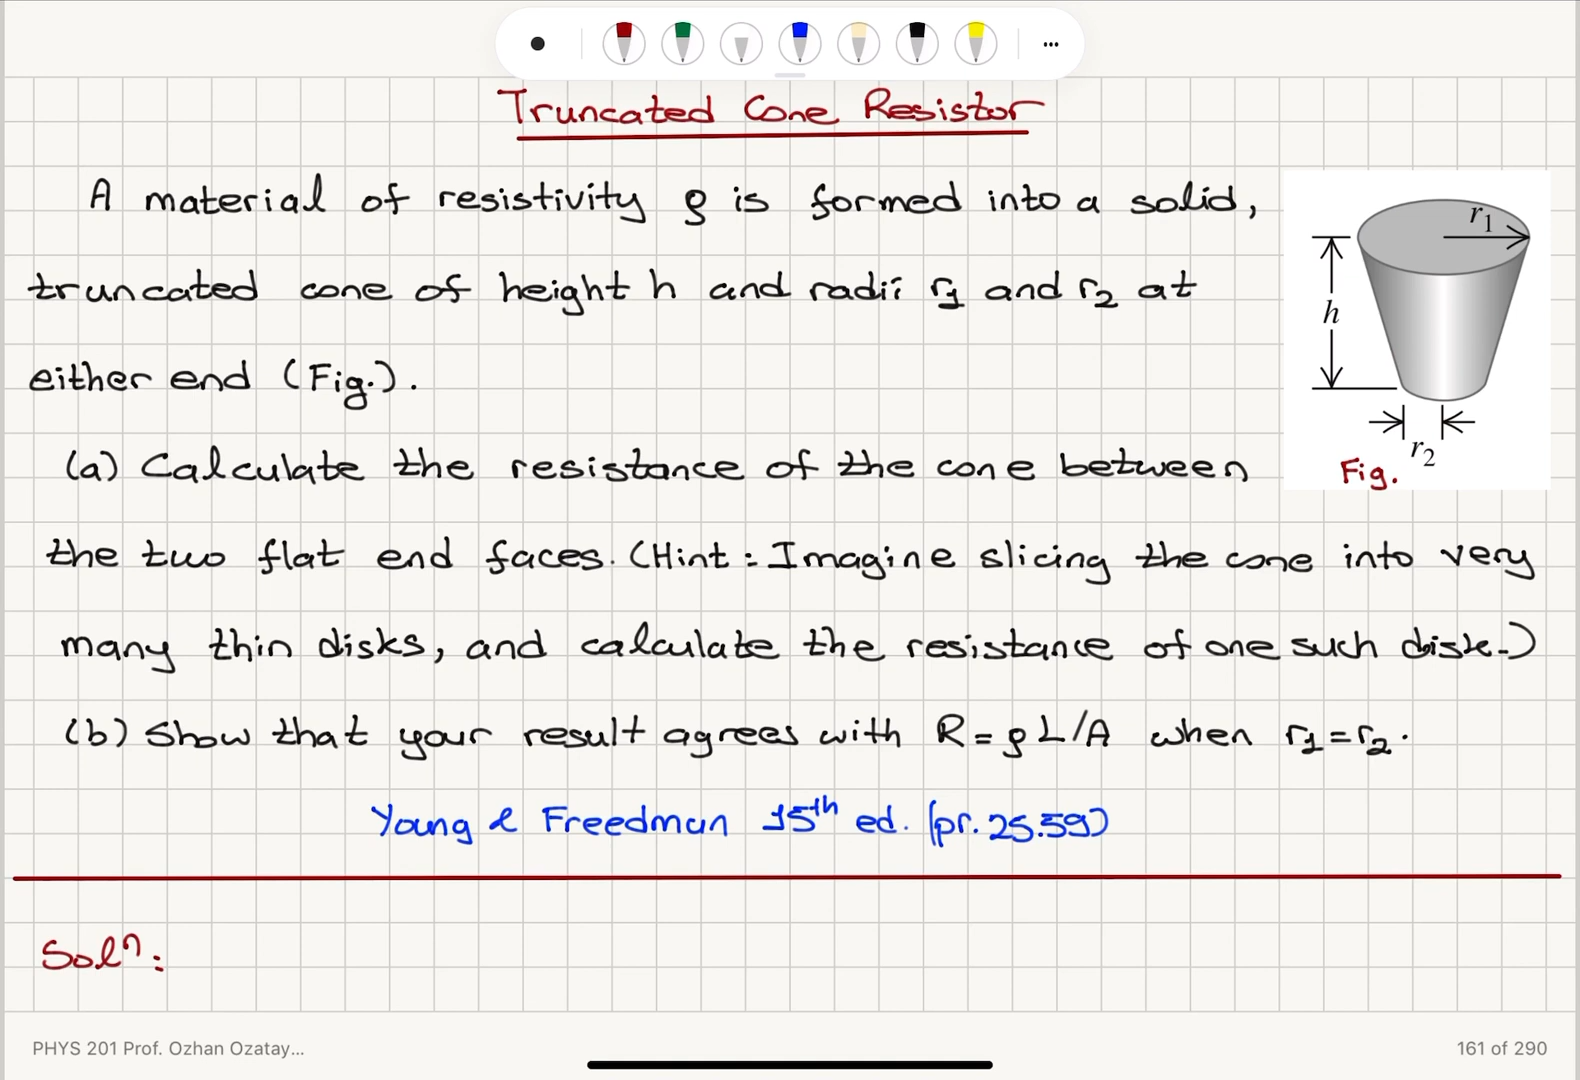 Truncated Cone Resistor
A material of resistivity ρ is formed into a solid,
truncated cone of height h and radii r1 and r2 at
either end (Fig.).
r1
h
r2
Fig.
(a) Calculate the resistance of the cone between
the two flat end faces. (Hint : Imagine slicing the cone into very
many thin disks, and calculate the resistance of one such disk.)
(b) Show that your result agrees with R = ρL/A when r1 = r2.
Young & Freedman 15th ed. (pr. 25.59)
Soln:
PHYS 201 Prof. Ozhan Ozatay...
161 of 290